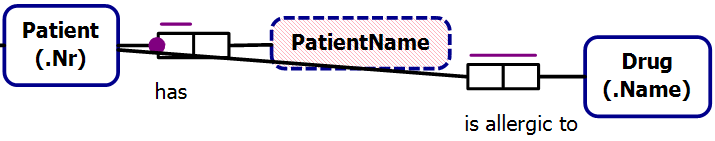 Patient
(.Nr)
has
PatientName
is allergic to
Drug
(.Name)